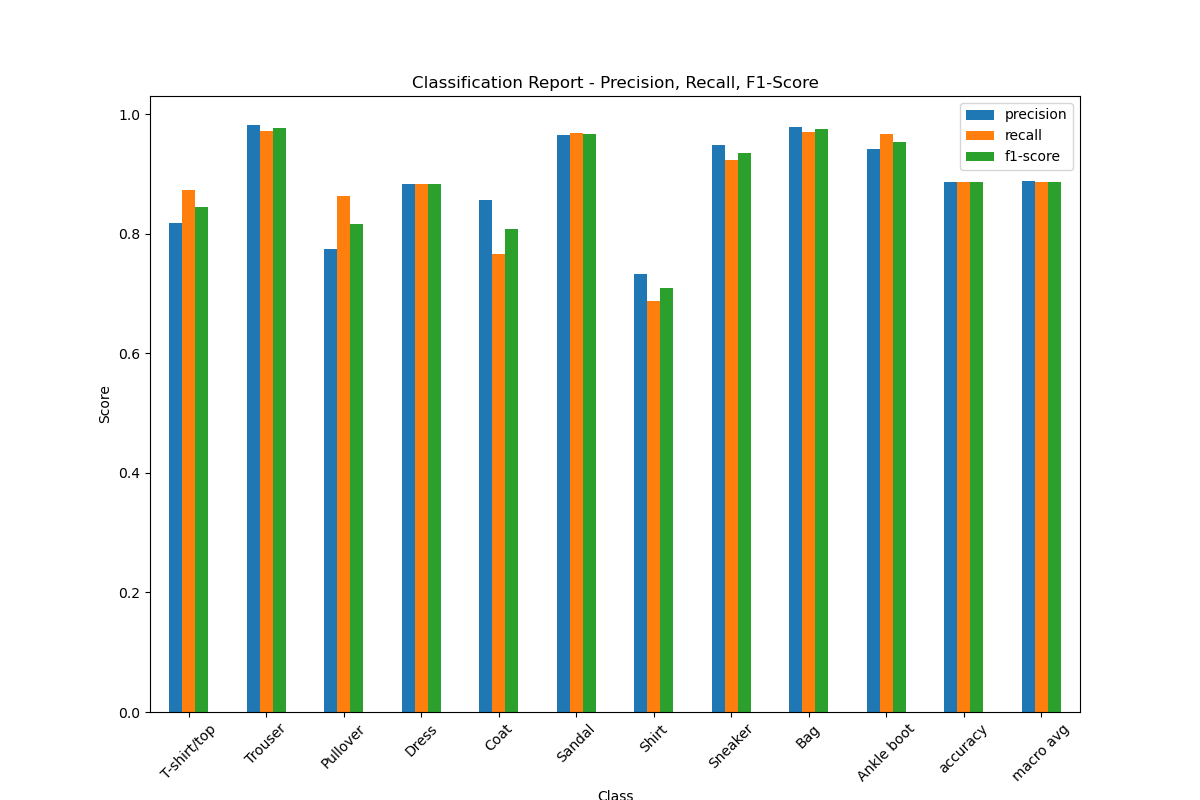 Classification Report - Precision, Recall, F1-Score
precision
recall
f1-score
1.0
0.8
0.6
0.4
0.2
0.0
Score
T-shirt/top
Trouser
Pullover
Dress
Coat
Sandal
Shirt
Sneaker
Bag
Ankle boot
accuracy
macro avg
Class